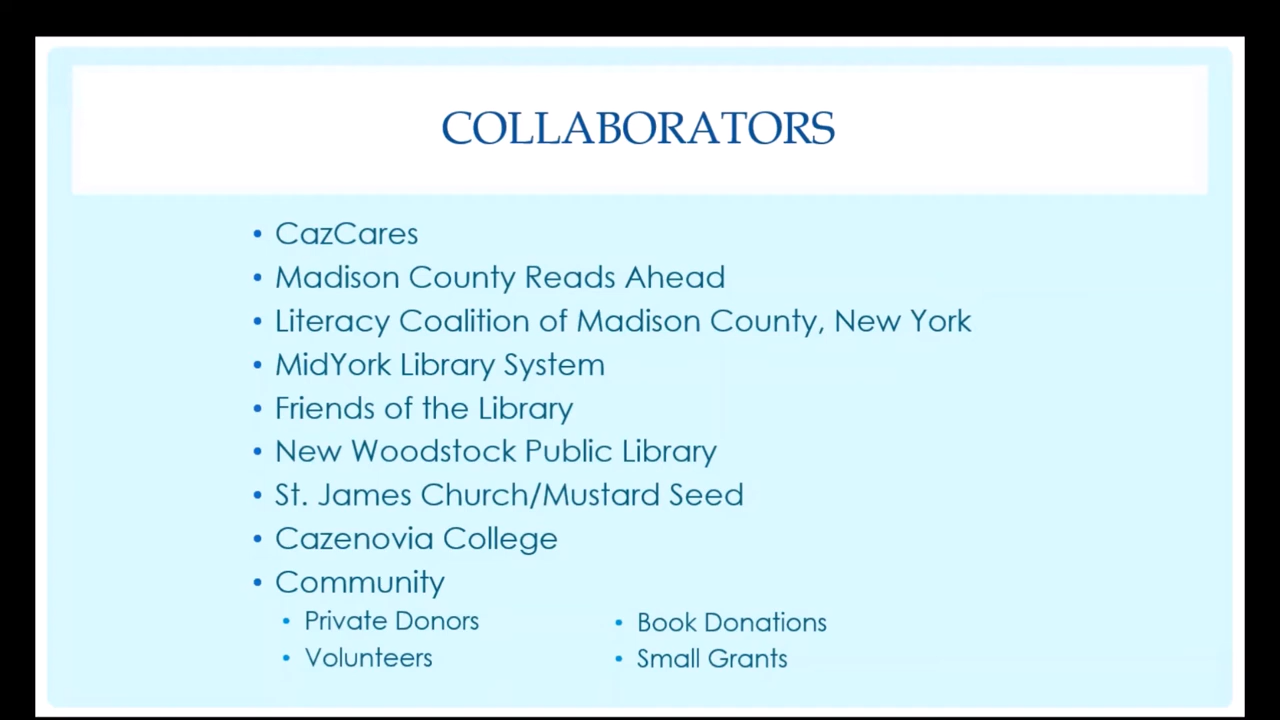 COLLABORATORS
• CazCares
• Madison County Reads Ahead
• Literacy Coalition of Madison County, New York
• MidYork Library System
• Friends of the Library
• New Woodstock Public Library
• St. James Church/Mustard Seed
• Cazenovia College
• Community
• Private Donors
• Volunteers
• Book Donations
• Small Grants